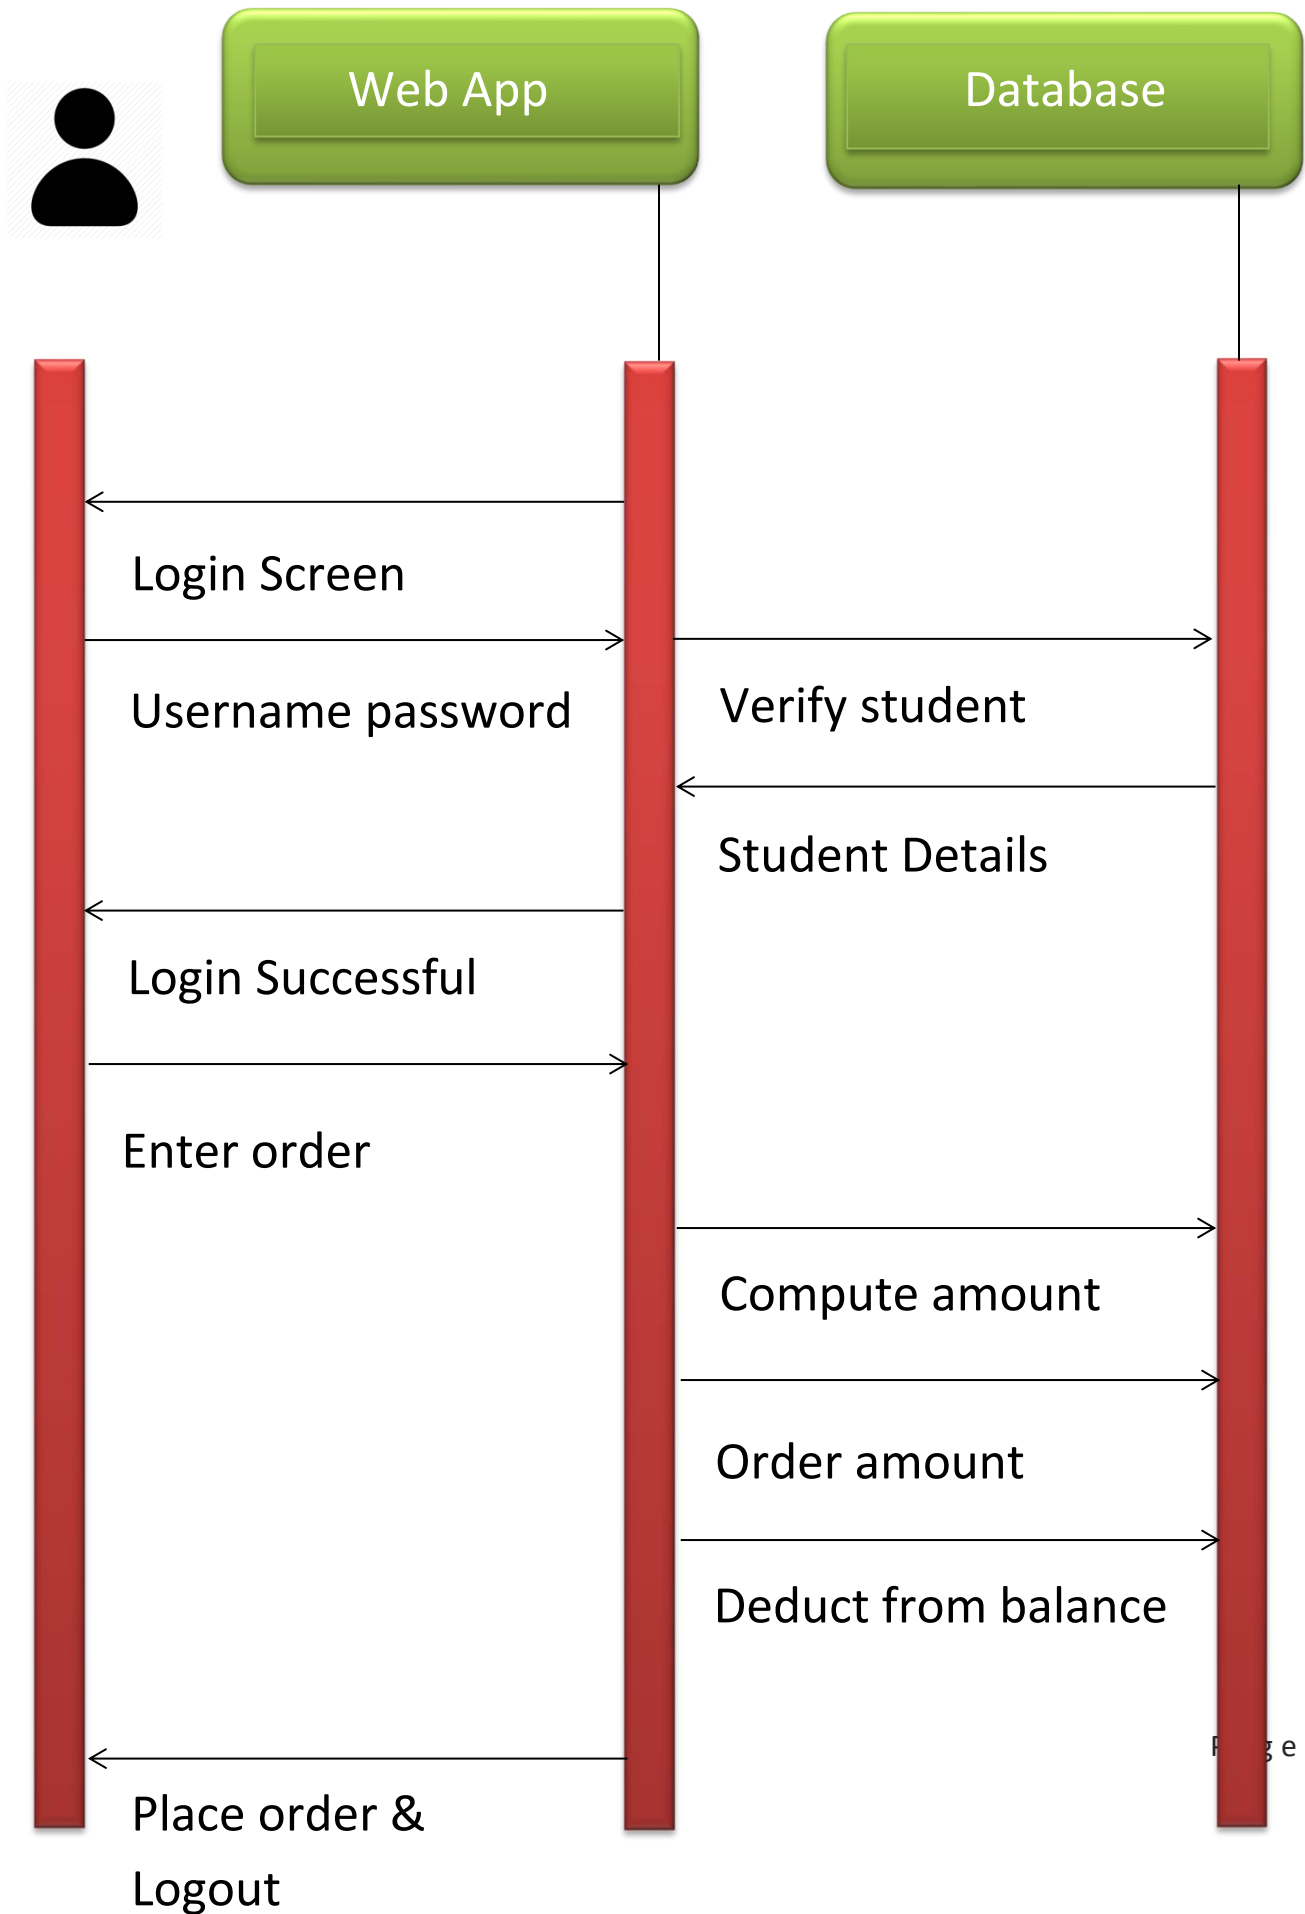 Web App
Database
Login Screen
Username password
Verify student
Student Details
Login Successful
Enter order
Compute amount
Order amount
Deduct from balance
Place order &
Logout